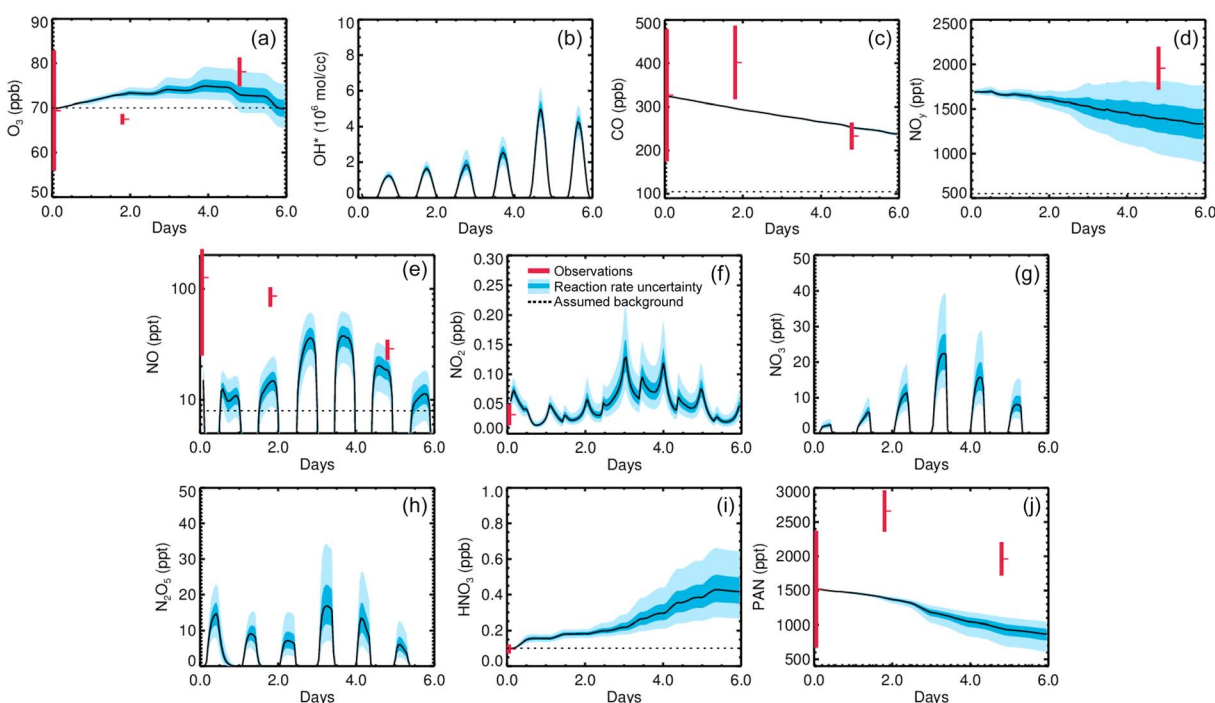 (a)
O₃ (ppb)
90
80
70
60
50
0.0 2.0 4.0 6.0
Days
(b)
OH* (10⁶ mol/cc)
10
8
6
4
2
0
0.0 2.0 4.0 6.0
Days
(c)
CO (ppb)
500
400
300
200
100
0.0 2.0 4.0 6.0
Days
(d)
NOy (ppt)
2500
2000
1500
1000
500
0.0 2.0 4.0 6.0
Days
(e)
NO (ppt)
100
10
0.0 2.0 4.0 6.0
Days
(f)
Observations
Reaction rate uncertainty
Assumed background
NO₂ (ppb)
0.30
0.25
0.20
0.15
0.10
0.05
0.00
0.0 2.0 4.0 6.0
Days
(g)
NO₃ (ppt)
50
40
30
20
10
0
0.0 2.0 4.0 6.0
Days
(h)
N₂O₅ (ppt)
50
40
30
20
10
0
0.0 2.0 4.0 6.0
Days
(i)
HNO₃ (ppb)
1.0
0.8
0.6
0.4
0.2
0.0
0.0 2.0 4.0 6.0
Days
(j)
PAN (ppt)
3000
2500
2000
1500
1000
500
0.0 2.0 4.0 6.0
Days